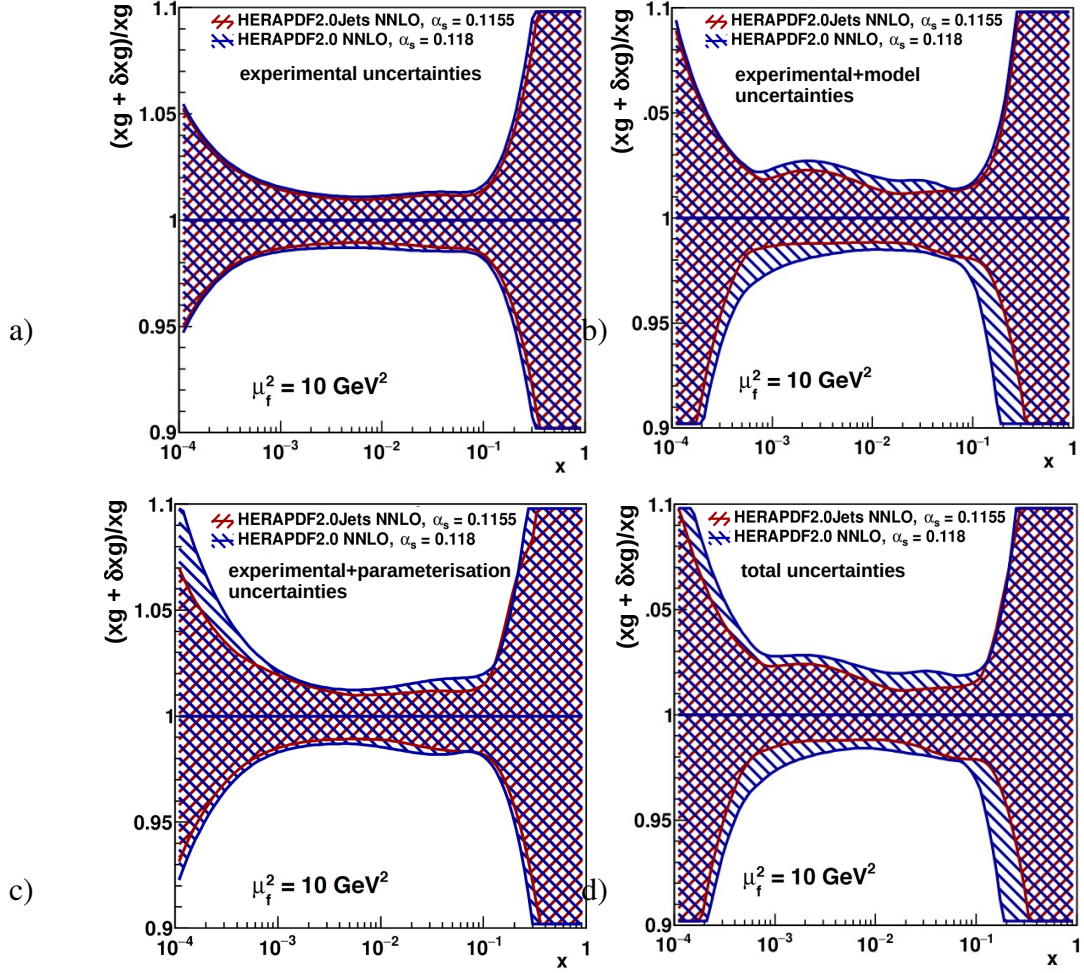 a)
(xg + δxg)/xg
HERAPDF2.0Jets NNLO, αs = 0.1155
HERAPDF2.0 NNLO, αs = 0.118
experimental uncertainties
μf² = 10 GeV²
1.1
1.05
1
0.95
0.9
10⁻⁴ 10⁻³ 10⁻² 10⁻¹ 1
x
b)
(xg + δxg)/xg
HERAPDF2.0Jets NNLO, αs = 0.1155
HERAPDF2.0 NNLO, αs = 0.118
experimental+model
uncertainties
μf² = 10 GeV²
1.1
.05
1
0.95
0.9
10⁻⁴ 10⁻³ 10⁻² 10⁻¹ 1
x
c)
(xg + δxg)/xg
HERAPDF2.0Jets NNLO, αs = 0.1155
HERAPDF2.0 NNLO, αs = 0.118
experimental+parameterisation
uncertainties
μf² = 10 GeV²
1.1
1.05
1
0.95
0.9
10⁻⁴ 10⁻³ 10⁻² 10⁻¹ 1
x
d)
(xg + δxg)/xg
HERAPDF2.0Jets NNLO, αs = 0.1155
HERAPDF2.0 NNLO, αs = 0.118
total uncertainties
μf² = 10 GeV²
1.1
.05
1
0.95
0.9
10⁻⁴ 10⁻³ 10⁻² 10⁻¹ 1
x